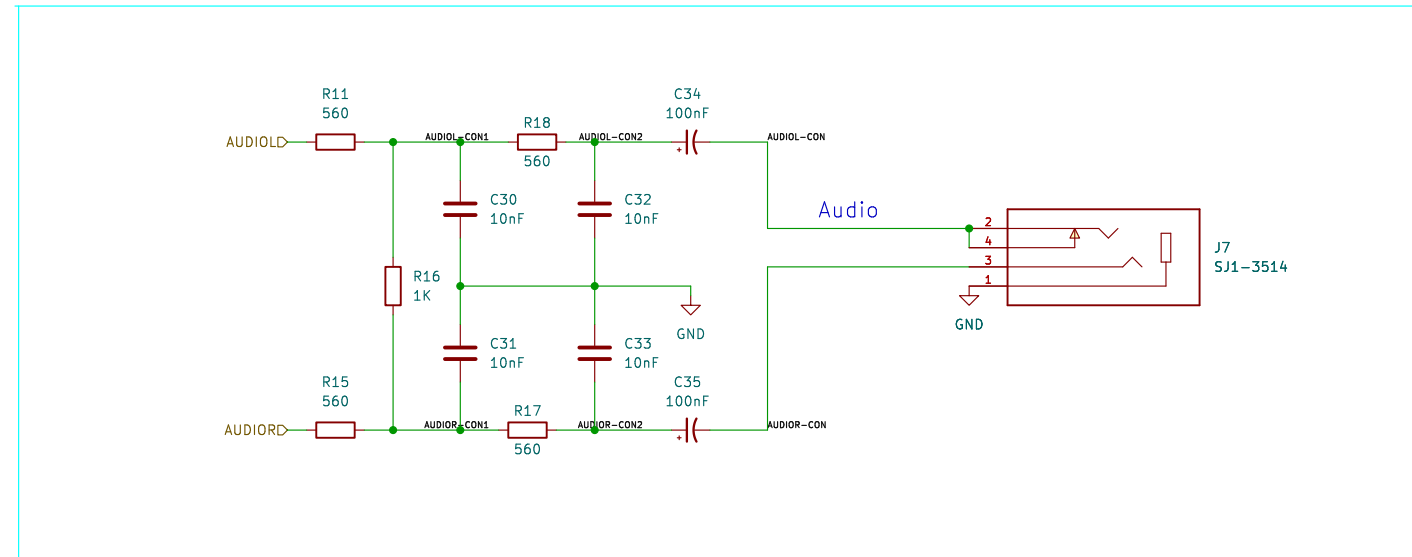 R11
560
C34
100nF
R18
560
AUDIOL
AUDIOL-CON1
AUDIOL-CON2
+
AUDIOL-CON
C30
10nF
C32
10nF
Audio
2
4
3
1
J7
SJ1-3514
R16
1K
GND
GND
C31
10nF
C33
10nF
R15
560
C35
100nF
R17
560
AUDIOR
AUDIOR-CON1
AUDIOR-CON2
+
AUDIOR-CON